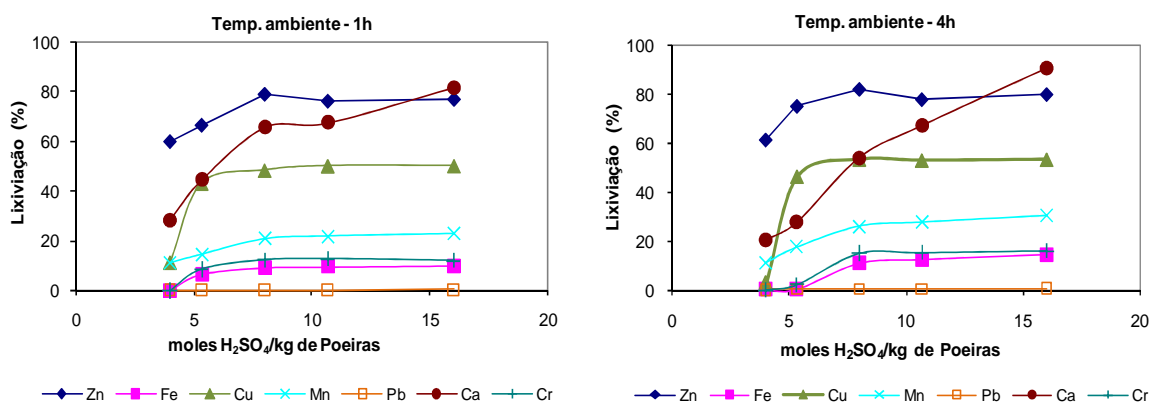 Temp. ambiente - 1h
Lixiviação (%)
100
80
60
40
20
0
0 5 10 15 20
moles H₂SO₄/kg de Poeiras
Zn Fe Cu Mn Pb Ca Cr
Temp. ambiente - 4h
Lixiviação (%)
100
80
60
40
20
0
0 5 10 15 20
moles H₂SO₄/kg de Poeiras
Zn Fe Cu Mn Pb Ca Cr